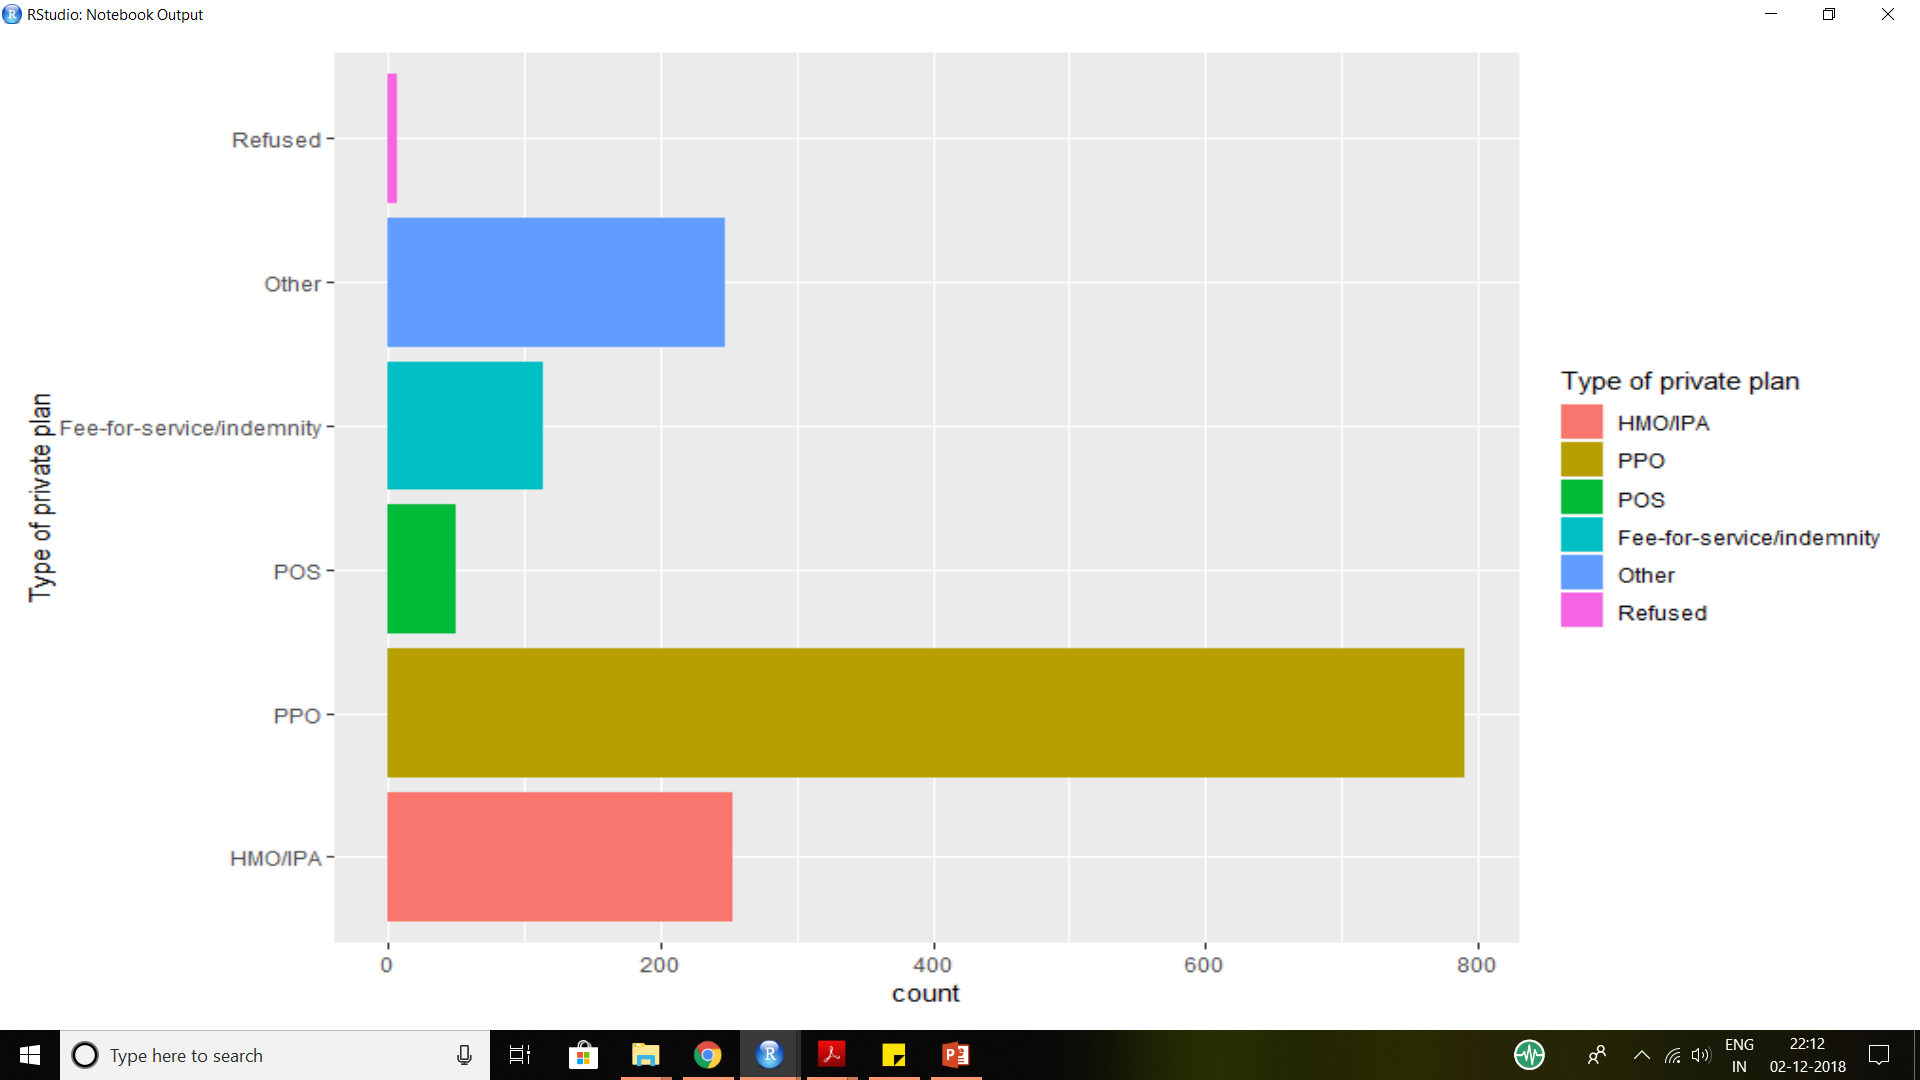 RStudio: Notebook Output
Refused
Other
Fee-for-service/indemnity
POS
PPO
HMO/IPA
Type of private plan
0 200 400 600 800
count
Type of private plan
HMO/IPA
PPO
POS
Fee-for-service/indemnity
Other
Refused
Type here to search
ENG
IN
22:12
02-12-2018